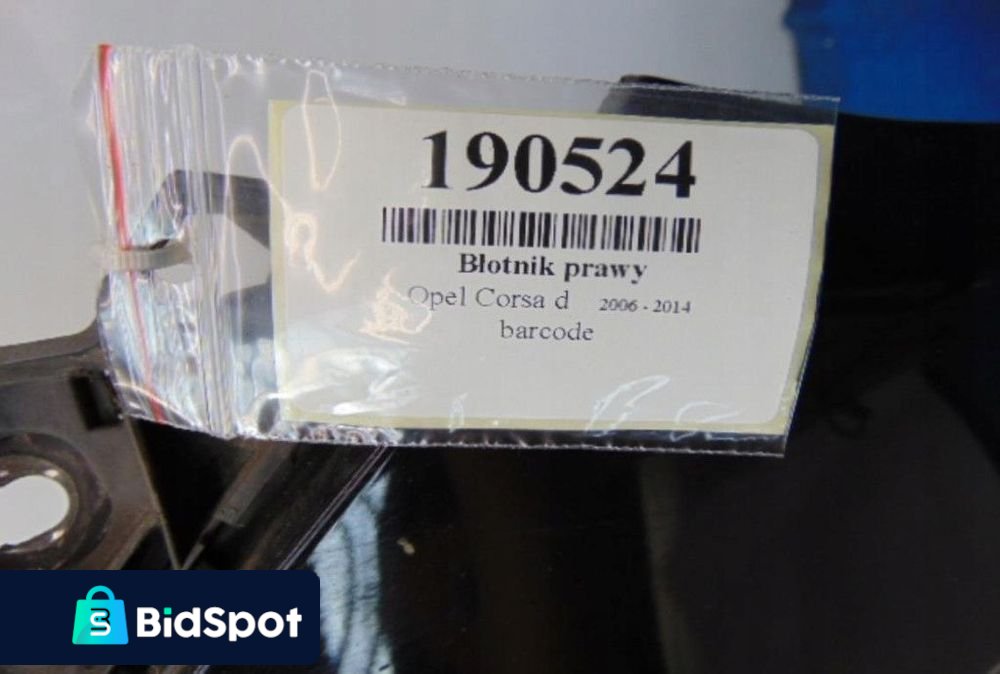 190524
Błotnik prawy
Opel Corsa d 2006 - 2014
barcode
BidSpot